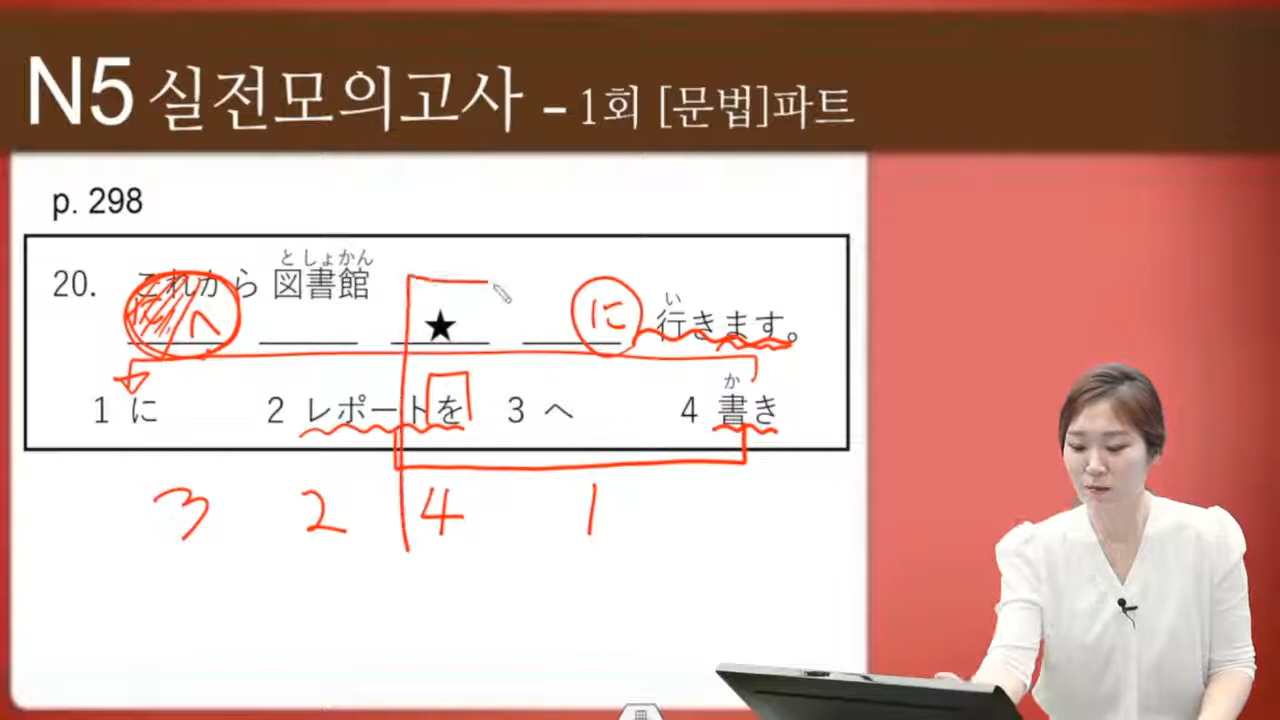 N5 실전모의고사 – 1회 [문법]파트
p. 298
としょかん
20. これから 図書館
へ ★ に 行きます。
い
か
1 に 2 レポートを 3 へ 4 書き
3 2 4 1